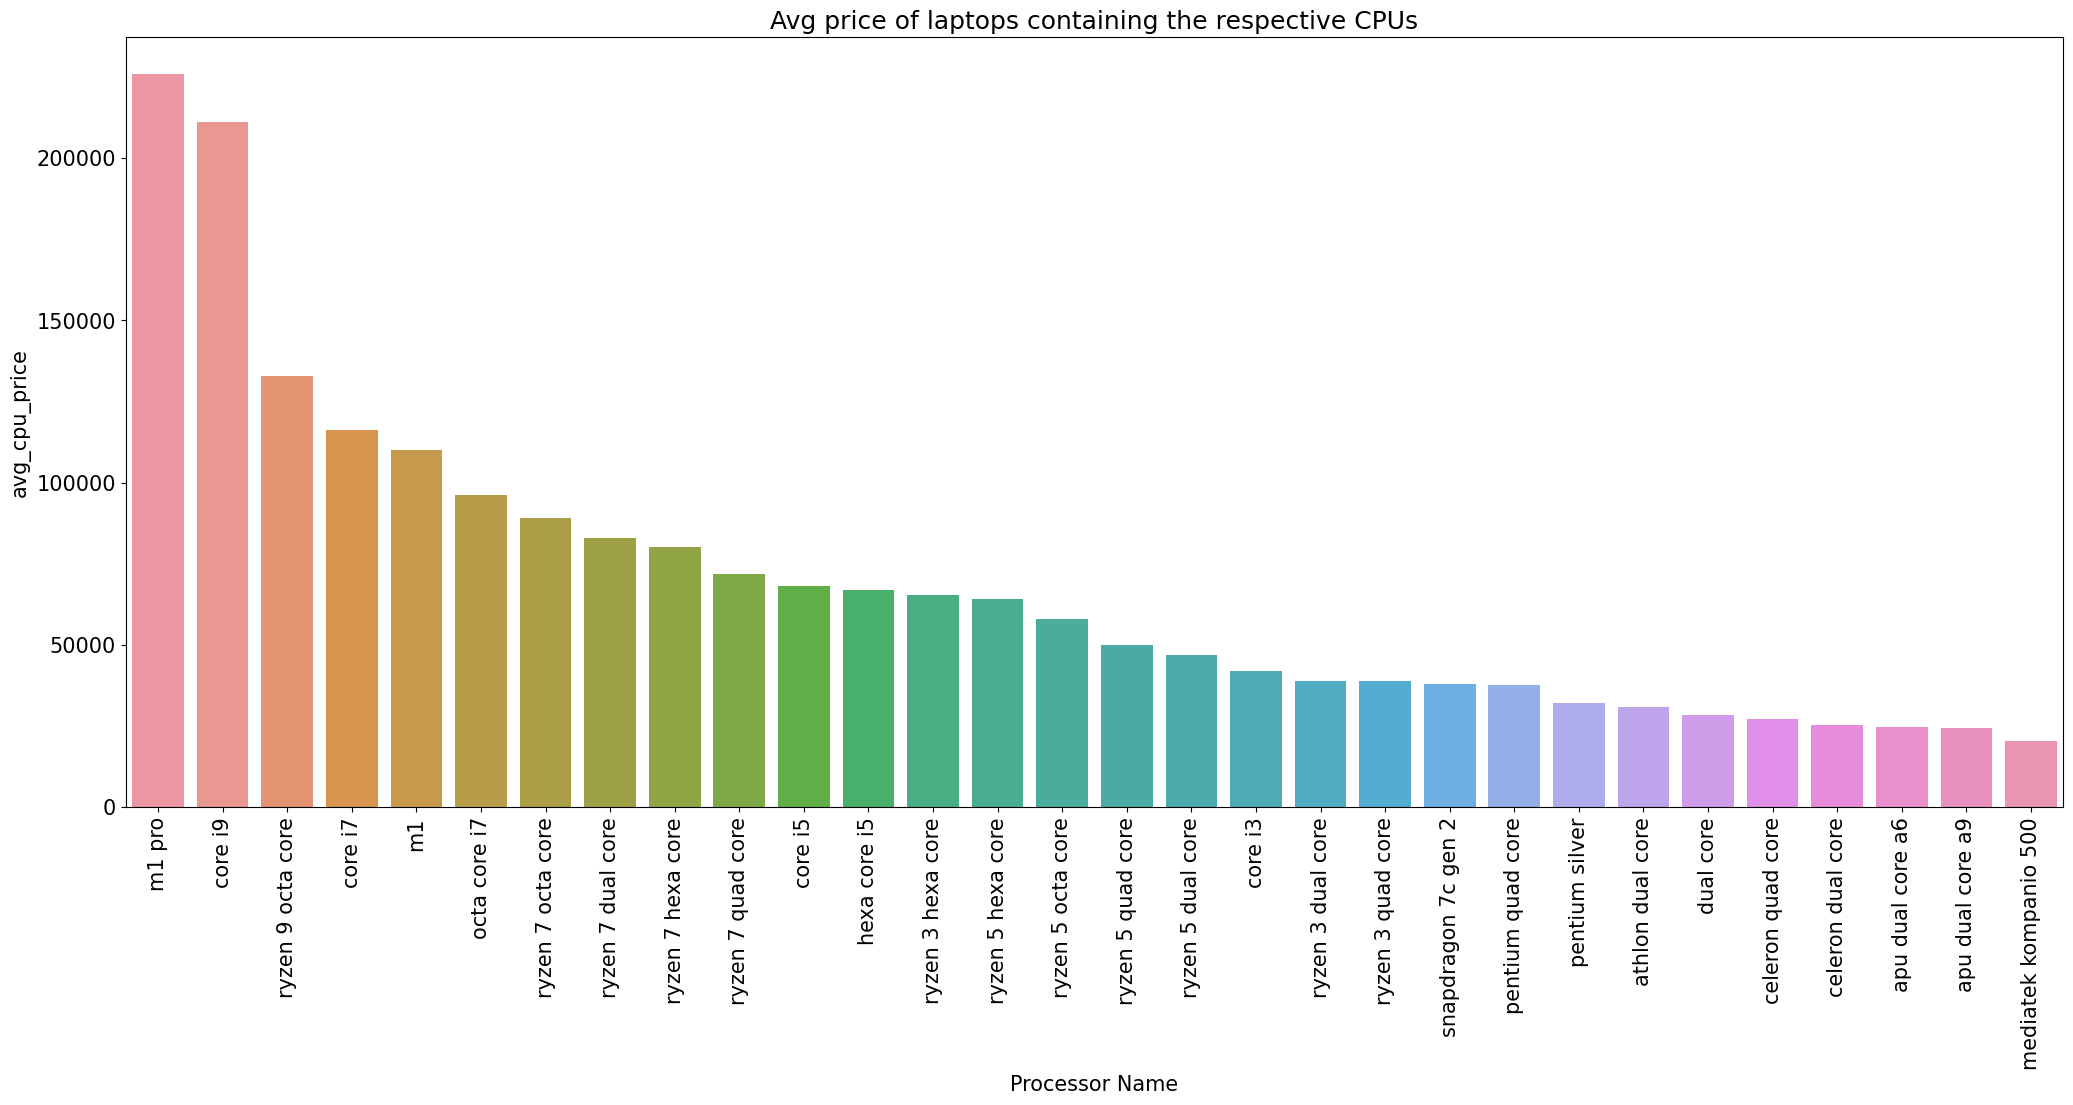 Avg price of laptops containing the respective CPUs
avg_cpu_price
200000
150000
100000
50000
0
m1 pro
core i9
ryzen 9 octa core
core i7
m1
octa core i7
ryzen 7 octa core
ryzen 7 dual core
ryzen 7 hexa core
ryzen 7 quad core
core i5
hexa core i5
ryzen 3 hexa core
ryzen 5 hexa core
ryzen 5 octa core
ryzen 5 quad core
ryzen 5 dual core
core i3
ryzen 3 dual core
ryzen 3 quad core
snapdragon 7c gen 2
pentium quad core
pentium silver
athlon dual core
dual core
celeron quad core
celeron dual core
apu dual core a6
apu dual core a9
mediatek kompanio 500
Processor Name